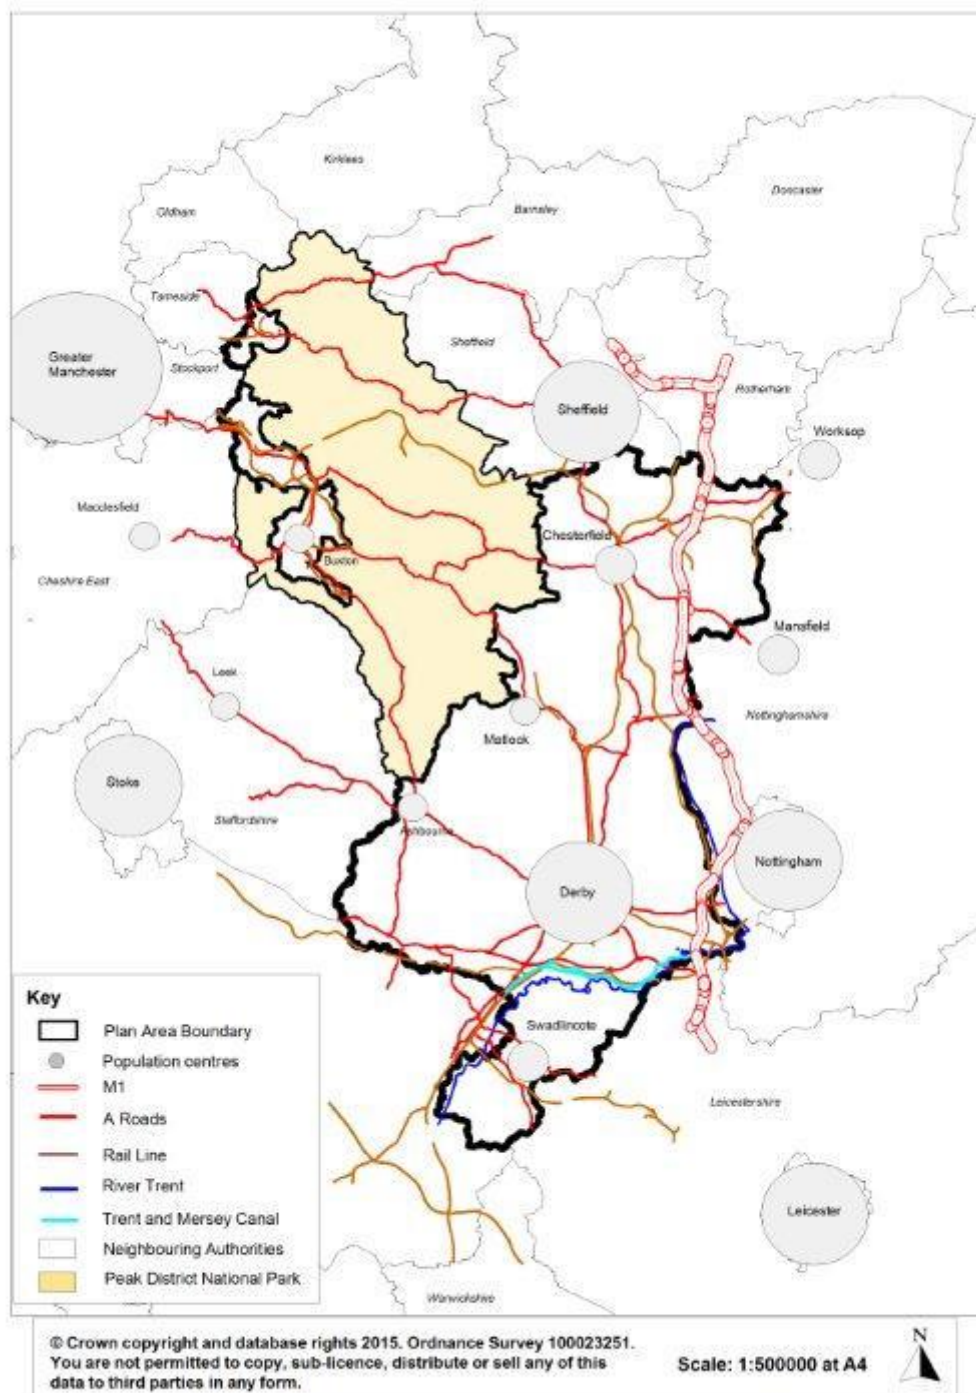 Kirklees
Doncaster
Oldham
Barnsley
Tameside
Sheffield
Greater
Manchester
Stockport
Rotherham
Sheffield
Worksop
Macclesfield
Chesterfield
Buxton
Cheshire East
Mansfield
Leek
Nottinghamshire
Matlock
Stoke
Staffordshire
Ashbourne
Nottingham
Derby
Swadlincote
Leicestershire
Leicester
Warwickshire
Key
Plan Area Boundary
Population centres
M1
A Roads
Rail Line
River Trent
Trent and Mersey Canal
Neighbouring Authorities
Peak District National Park
© Crown copyright and database rights 2015. Ordnance Survey 100023251.
You are not permitted to copy, sub-licence, distribute or sell any of this
data to third parties in any form.
Scale: 1:500000 at A4
N